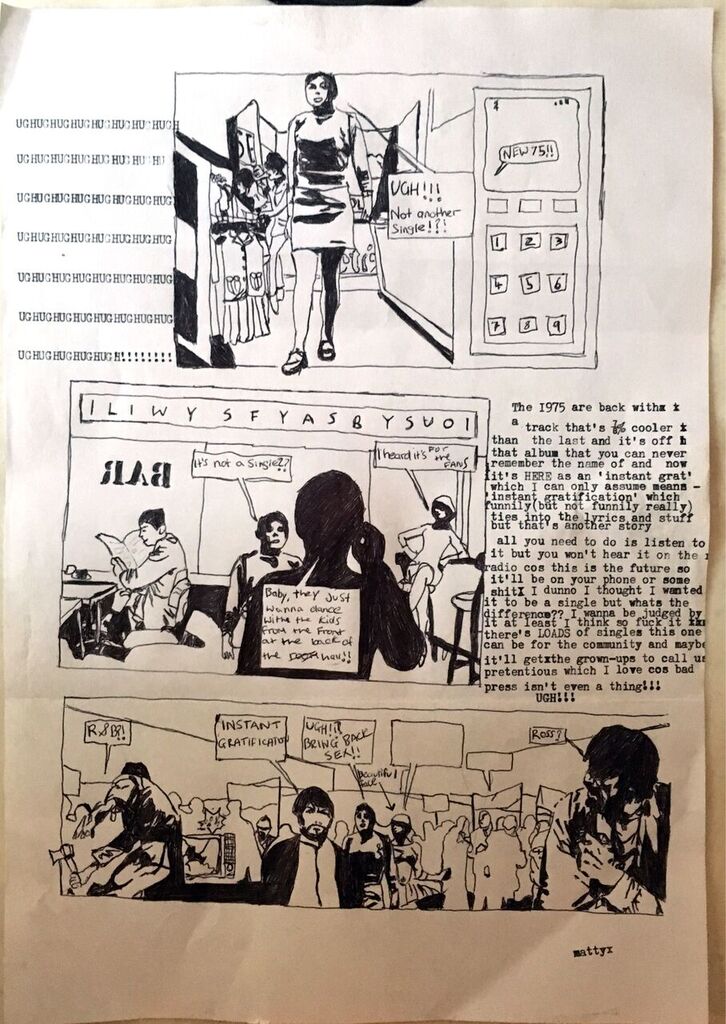 UGHUGHUGHUGHUGHUGHUGHUGH
UGHUGHUGHUGHUGHUGHUGHU
UGHUGHUGHUGHUGHUGHUGHUG
UGHUGHUGHUGHUGHUGHUGHUG
UGHUGHUGHUGHUGHUGHUGHUG
UGHUGHUGHUGHUGHUGHUGHUG
UGHUGHUGHUGHUGHUGH!!!!!!!!!
UGH!!!
Not another
Single!?!
NEW 75!!
1 2 3
4 5 6
7 8 9
ILIWYSFYASBYSUOI
BAR
It's not a single??
I heard it's FOR
the
FANS
Baby, they just
wanna dance
with the kids
from the front
at the back of
the hall!!
The 1975 are back with
a
track that's cooler
than the last and it's off
that album that you can never
remember the name of and now
it's HERE as an 'instant grat'
which I can only assume means -
'instant gratification' which
funnily(but not funnily really)
ties into the lyrics and stuff
but that's another story
all you need to do is listen to
it but you won't hear it on the
radio cos this is the future so
it'll be on your phone or some
shit I dunno I thought I wanted
it to be a single but whats the
difference?? I wanna be judged by
it at least I think so fuck it
there's LOADS of singles this one
can be for the community and maybe
it'll get the grown-ups to call us
pretentious which I love cos bad
press isn't even a thing!!!
UGH!!!
R&B?!
INSTANT
GRATIFICATION
UGH!!?
BRING BACK
SEX!!
Beautiful
face
ROSS?
mattyx